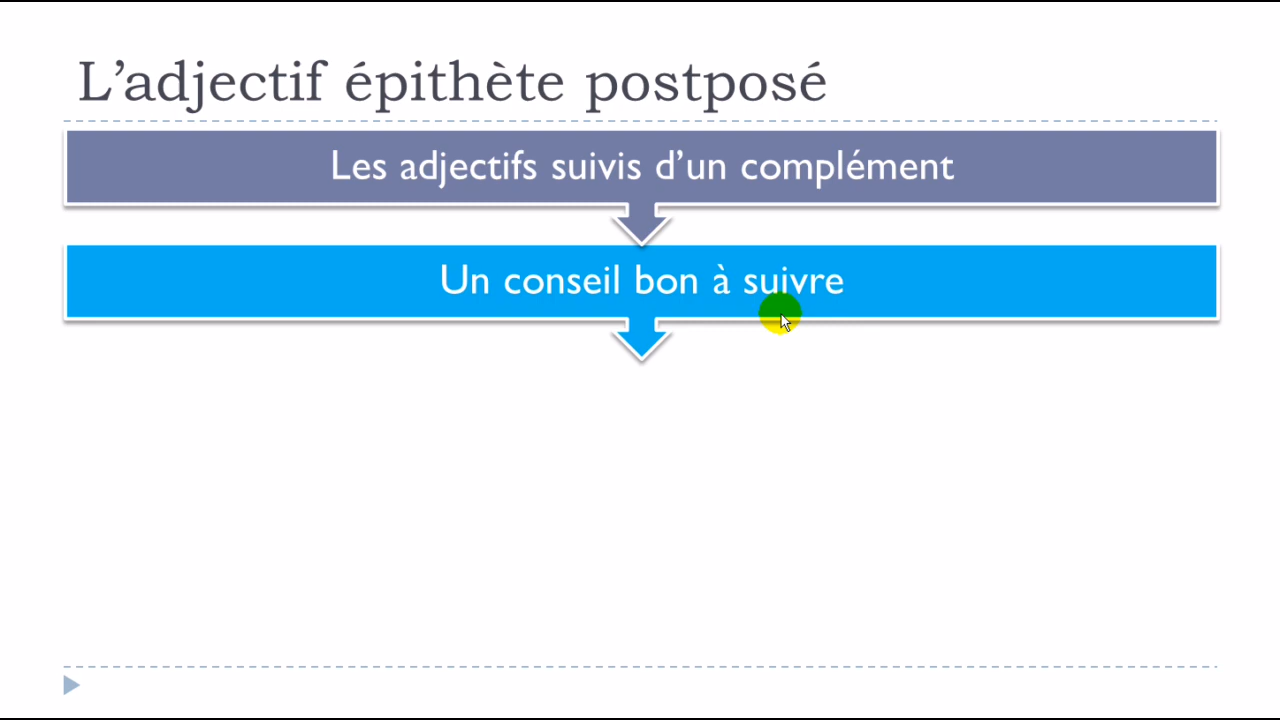 L’adjectif épithète postposé
Les adjectifs suivis d’un complément
Un conseil bon à suivre